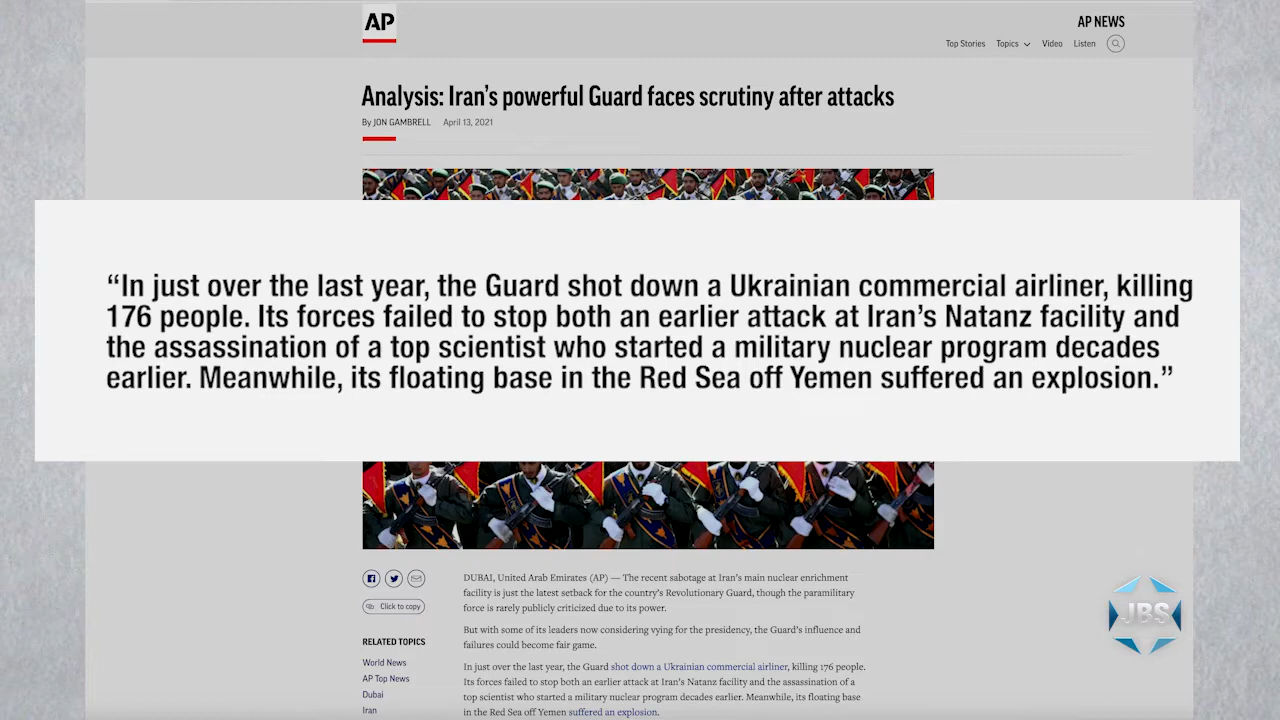 AP
AP NEWS
Top Stories Topics Video Listen
Analysis: Iran's powerful Guard faces scrutiny after attacks
By JON GAMBRELL April 13, 2021
“In just over the last year, the Guard shot down a Ukrainian commercial airliner, killing
176 people. Its forces failed to stop both an earlier attack at Iran’s Natanz facility and
the assassination of a top scientist who started a military nuclear program decades
earlier. Meanwhile, its floating base in the Red Sea off Yemen suffered an explosion.”
Click to copy
RELATED TOPICS
World News
AP Top News
Dubai
Iran
DUBAI, United Arab Emirates (AP) — The recent sabotage at Iran's main nuclear enrichment
facility is just the latest setback for the country's Revolutionary Guard, though the paramilitary
force is rarely publicly criticized due to its power.
But with some of its leaders now considering vying for the presidency, the Guard's influence and
failures could become fair game.
In just over the last year, the Guard shot down a Ukrainian commercial airliner, killing 176 people.
Its forces failed to stop both an earlier attack at Iran's Natanz facility and the assassination of a
top scientist who started a military nuclear program decades earlier. Meanwhile, its floating base
in the Red Sea off Yemen suffered an explosion.
JBS